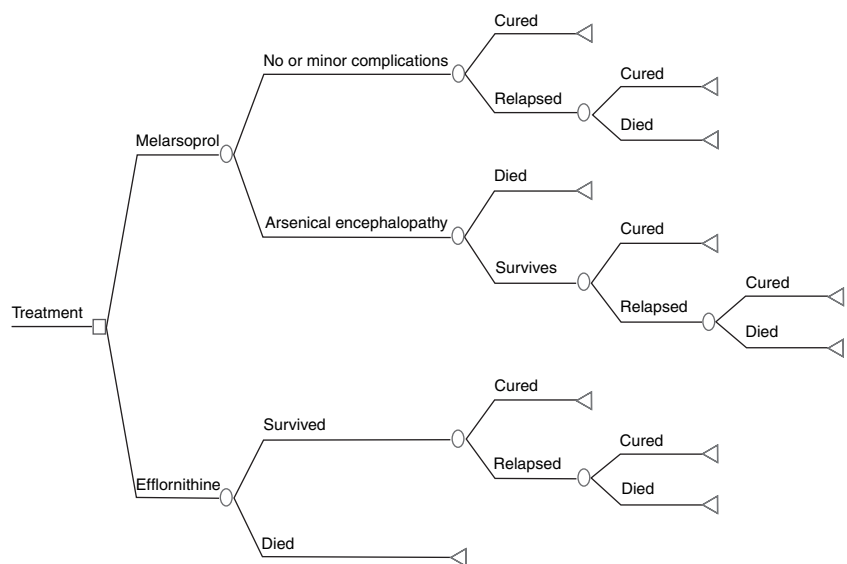 Cured
No or minor complications
Cured
Relapsed
Died
Melarsoprol
Died
Arsenical encephalopathy
Cured
Survives
Cured
Relapsed
Died
Treatment
Cured
Survived
Cured
Relapsed
Died
Efflornithine
Died